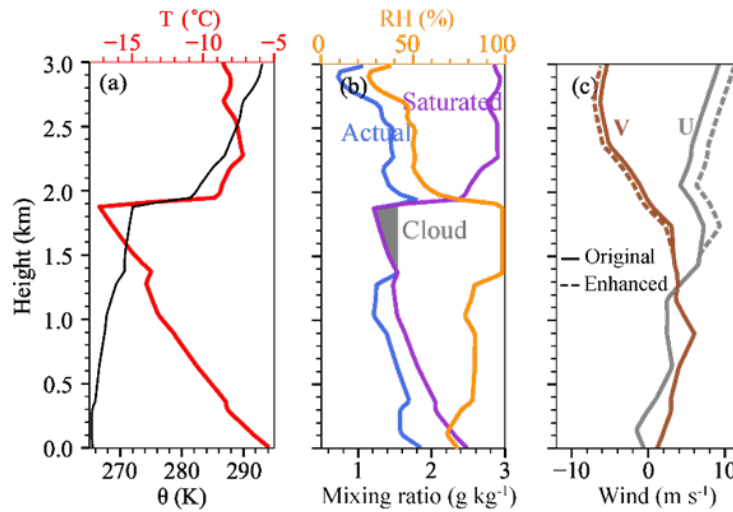 T (°C)
−15 −10 −5
RH (%)
0 50 100
3.0
2.5
2.0
1.5
1.0
0.5
0.0
Height (km)
(a)
270 280 290
θ (K)
(b)
Saturated
Actual
Cloud
1 2 3
Mixing ratio (g kg⁻¹)
(c)
V U
Original
Enhanced
−10 0 10
Wind (m s⁻¹)